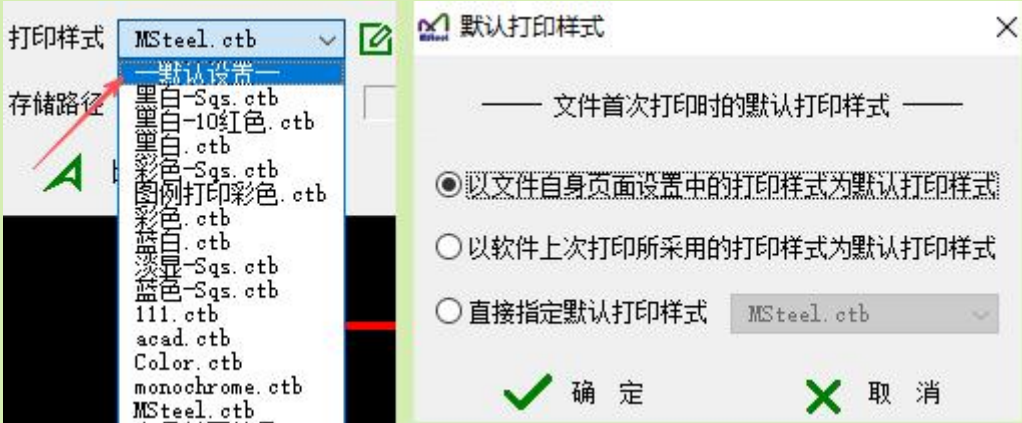 打印样式 MSteel.ctb
—默认设置—
存储路径
黑白-Sqs.ctb
黑白-10红色.ctb
黑白.ctb
彩色-Sqs.ctb
图例打印彩色.ctb
彩色.ctb
蓝白.ctb
淡显-Sqs.ctb
蓝色-Sqs.ctb
111.ctb
acad.ctb
Color.ctb
monochrome.ctb
MSteel.ctb
默认打印样式
文件首次打印时的默认打印样式
以文件自身页面设置中的打印样式为默认打印样式
以软件上次打印所采用的打印样式为默认打印样式
直接指定默认打印样式 MSteel.ctb
确 定 取 消